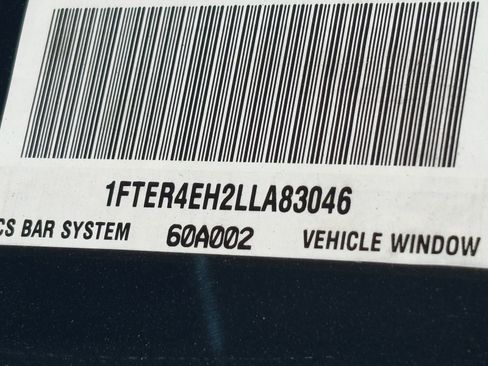 1FTER4EH2LLA83046
CS BAR SYSTEM 60A002 VEHICLE WINDOW